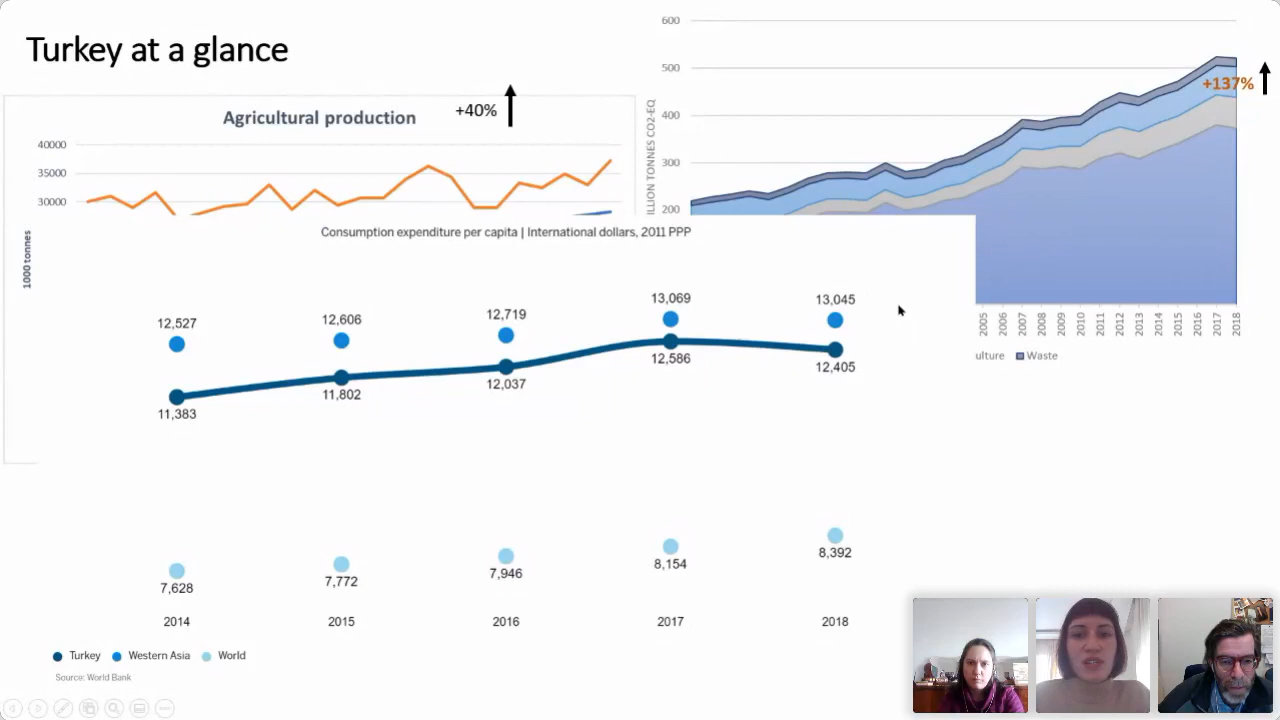 Turkey at a glance
Agricultural production
+40%
40000
35000
30000
1000 tonnes
600
500
400
300
200
ILLION TONNES CO2-EQ
+137%
2005 2006 2007 2008 2009 2010 2011 2012 2013 2014 2015 2016 2017 2018
ulture Waste
Consumption expenditure per capita | International dollars, 2011 PPP
12,527 12,606 12,719 13,069 13,045
11,383 11,802 12,037 12,586 12,405
7,628 7,772 7,946 8,154 8,392
2014 2015 2016 2017 2018
Turkey Western Asia World
Source: World Bank